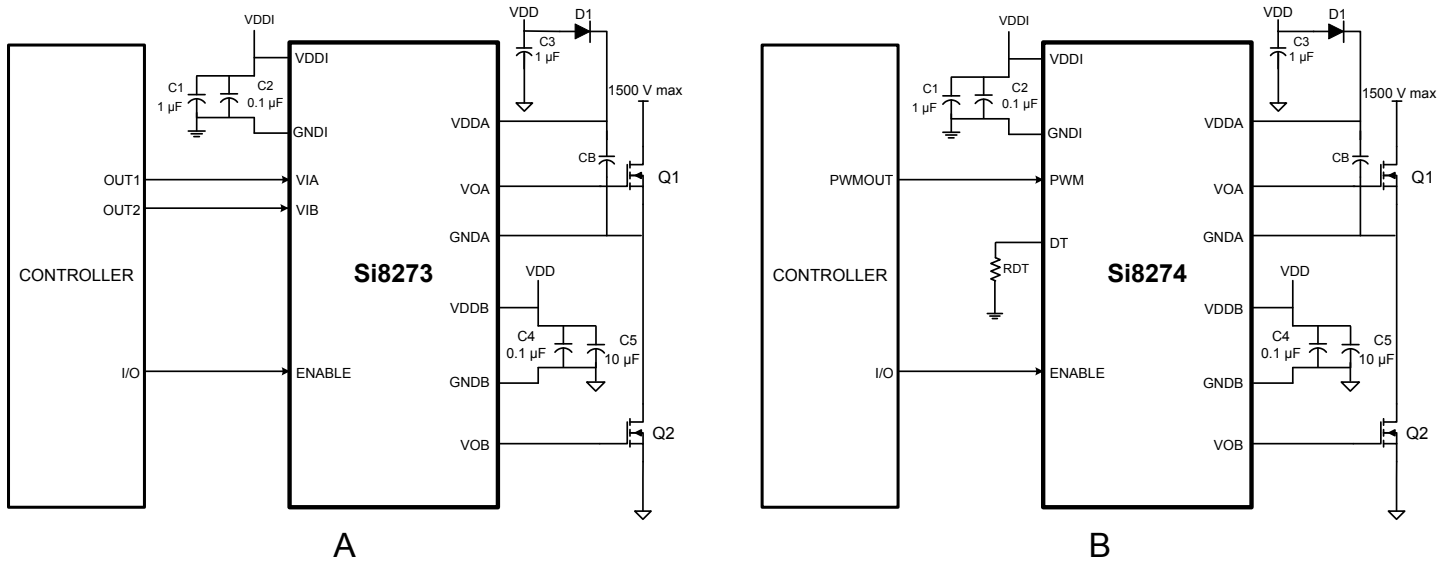 VDDI
VDD
D1
C3
1 µF
C1
1 µF
C2
0.1 µF
VDDI
GNDI
1500 V max
VDDA
CB
OUT1
VIA
VOA
Q1
OUT2
VIB
GNDA
CONTROLLER
Si8273
VDD
VDDB
C4
0.1 µF
C5
10 µF
I/O
ENABLE
GNDB
VOB
Q2
A
VDDI
VDD
D1
C3
1 µF
C1
1 µF
C2
0.1 µF
VDDI
GNDI
1500 V max
VDDA
CB
PWMOUT
PWM
VOA
Q1
DT
GNDA
RDT
CONTROLLER
Si8274
VDD
VDDB
C4
0.1 µF
C5
10 µF
I/O
ENABLE
GNDB
VOB
Q2
B